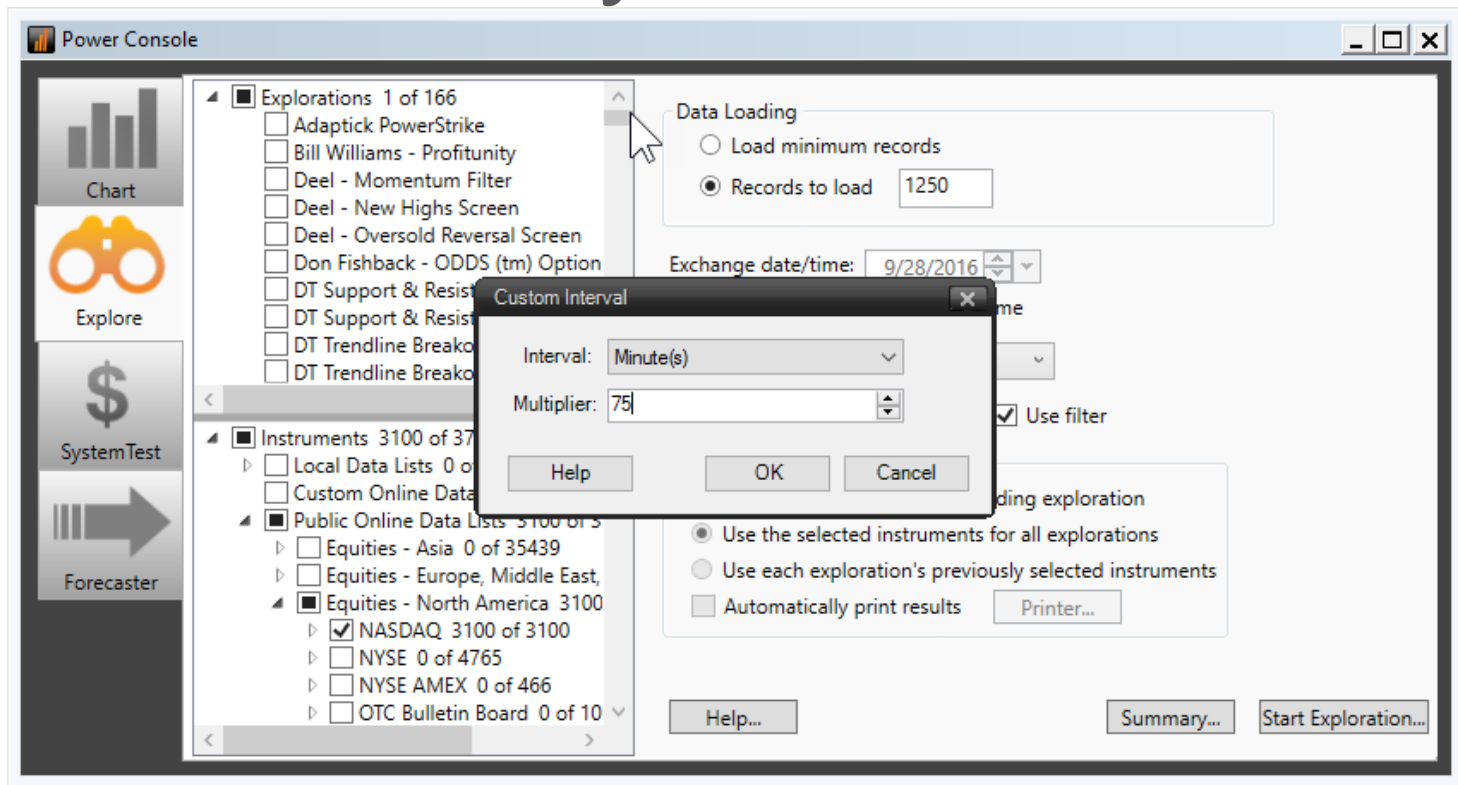 Power Console
Chart
Explore
SystemTest
Forecaster
Explorations 1 of 166
Adaptick PowerStrike
Bill Williams - Profitunity
Deel - Momentum Filter
Deel - New Highs Screen
Deel - Oversold Reversal Screen
Don Fishback - ODDS (tm) Option
DT Support & Resist
DT Support & Resist
DT Trendline Breako
DT Trendline Breako
Instruments 3100 of 37
Local Data Lists 0 o
Custom Online Data
Public Online Data Lists 3100 of 3
Equities - Asia 0 of 35439
Equities - Europe, Middle East,
Equities - North America 3100
NASDAQ 3100 of 3100
NYSE 0 of 4765
NYSE AMEX 0 of 466
OTC Bulletin Board 0 of 10
Data Loading
Load minimum records
Records to load 1250
Exchange date/time: 9/28/2016
me
Use filter
Custom Interval
Interval: Minute(s)
Multiplier: 75
Help OK Cancel
ding exploration
Use the selected instruments for all explorations
Use each exploration's previously selected instruments
Automatically print results Printer...
Help... Summary... Start Exploration...